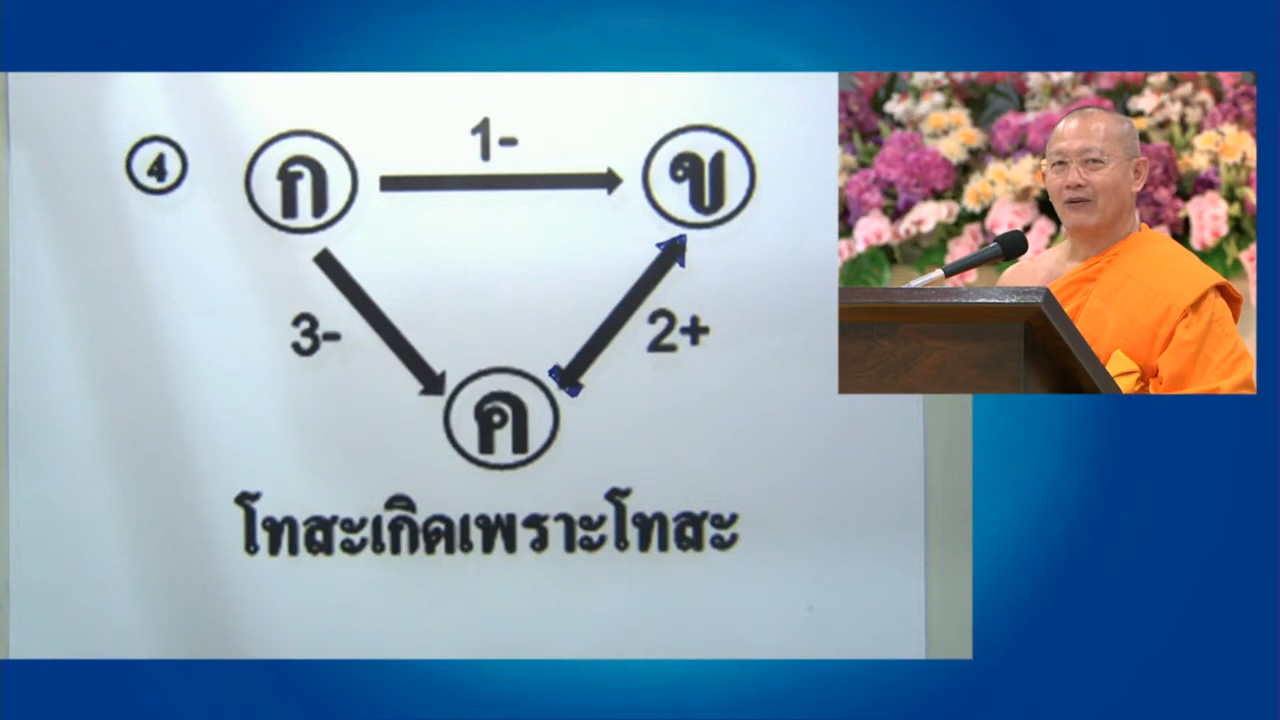 ④ ก 1- ข
3- 2+
ค
โทสะเกิดเพราะโทสะ